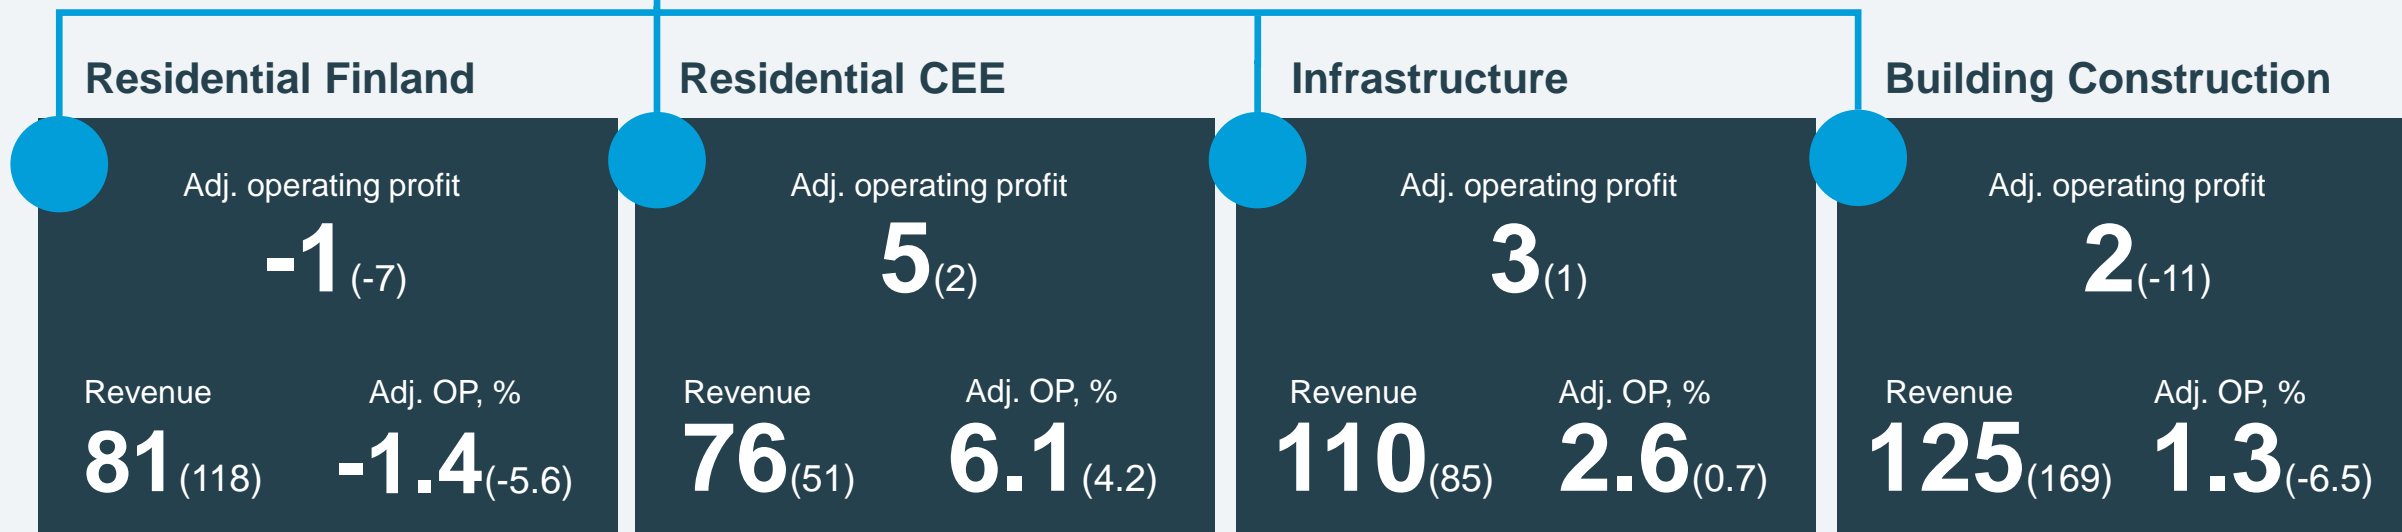 Residential Finland
Adj. operating profit
-1 (-7)
Revenue Adj. OP, %
81 (118) -1.4 (-5.6)
Residential CEE
Adj. operating profit
5 (2)
Revenue Adj. OP, %
76 (51) 6.1 (4.2)
Infrastructure
Adj. operating profit
3 (1)
Revenue Adj. OP, %
110 (85) 2.6 (0.7)
Building Construction
Adj. operating profit
2 (-11)
Revenue Adj. OP, %
125 (169) 1.3 (-6.5)